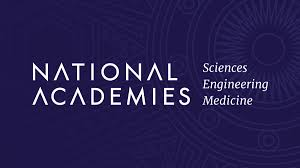 NATIONAL
ACADEMIES
Sciences
Engineering
Medicine